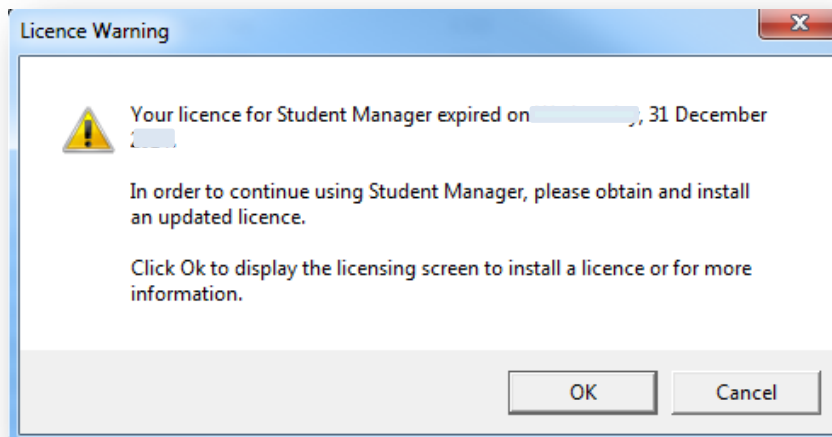 Licence Warning
Your licence for Student Manager expired on , 31 December
In order to continue using Student Manager, please obtain and install
an updated licence.
Click Ok to display the licensing screen to install a licence or for more
information.
OK
Cancel